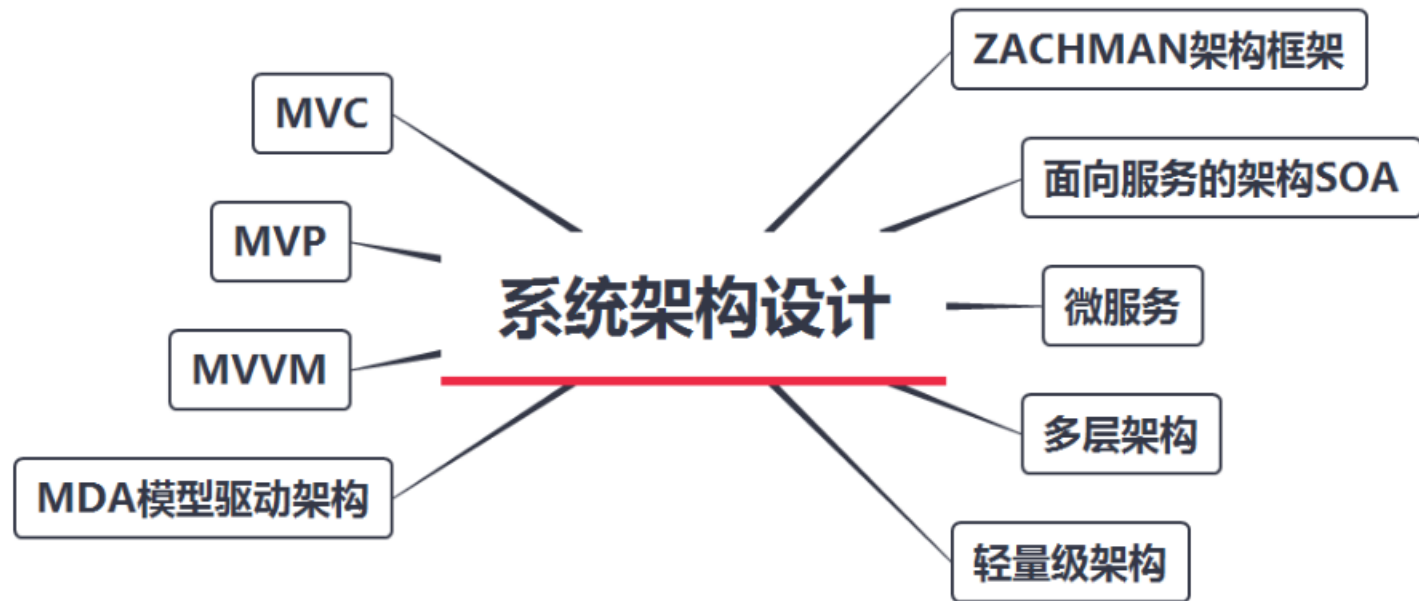 系统架构设计
ZACHMAN架构框架
面向服务的架构SOA
微服务
多层架构
轻量级架构
MVC
MVP
MVVM
MDA模型驱动架构